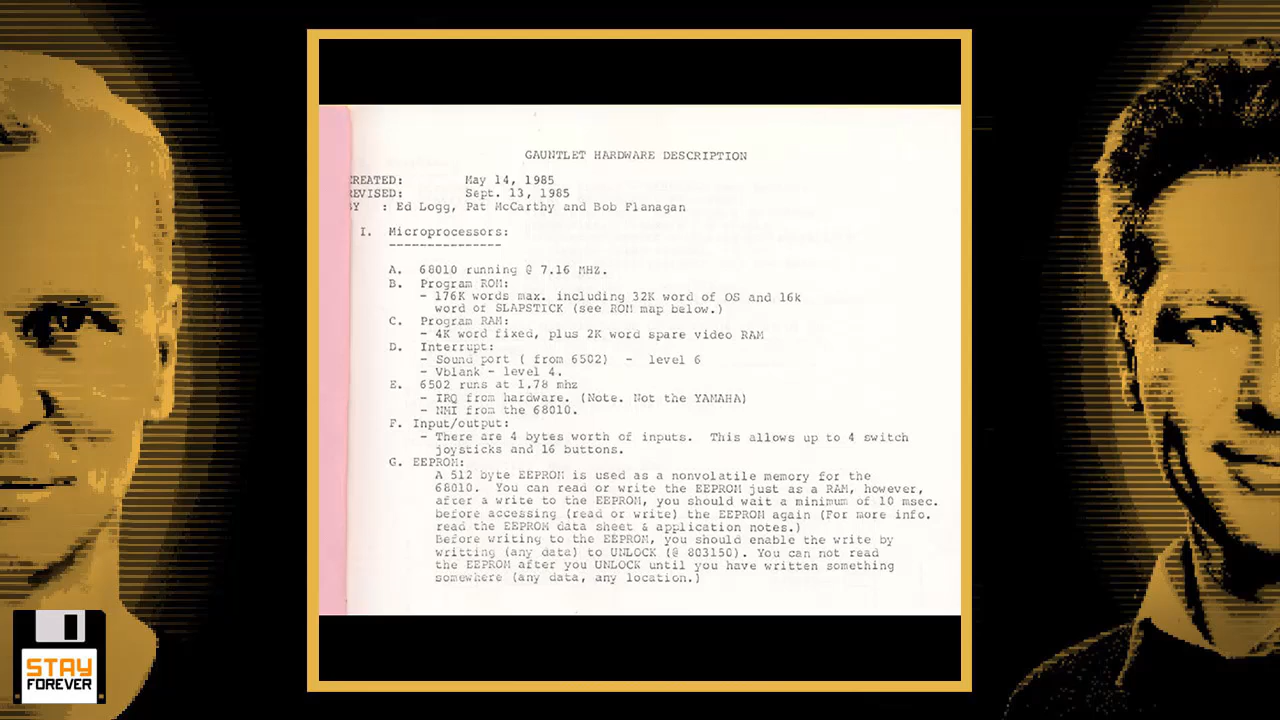 GAUNTLET HARDWARE DESCRIPTION
REATED: May 14, 1985
EVISED: Sept. 13, 1985
Y : Ed Logg, Pat McCarthy and Bob Flanagan
I. Microprocessors:
---------------
A. 68010 running @ 7.16 MHZ.
B. Program ROM:
- 176K words max. including 32K word of OS and 16k
word or SLAPSTICK (see ROM map below.)
C. Program RAM:
- 4K word fixed, plus 2K word spare video RAM
D. Interrupt:
- Sound port ( from 6502) - level 6
- Vblank - level 4.
E. 6502 runs at 1.78 mhz
- IRQ from hardware. (Note. Not the YAMAHA)
- NMI from the 68010.
F. Input/output:
- There are 4 bytes worth of inputs. This allows up to 4 switch
joysticks and 16 buttons.
G. EEPROM:
A 512 byte EEPROM is used as a nonvolatile memory for the
68010. You can read or write the EEPROM just as a RAM, however,
after a write to the EEPROM, you should wait a minimum of 10 msec.
before accessing (read or write) the EEPROM again (For more info.
read the EEPROM data sheet & application notes.)
Before writing to the EEPROM, you should enable the write by
writting (any data) to UNLOCK (@ 803150). You can not read
the EEPROM after you UNLOCK until you have written something
somewhere (any data, any location.)
STAY
FOREVER